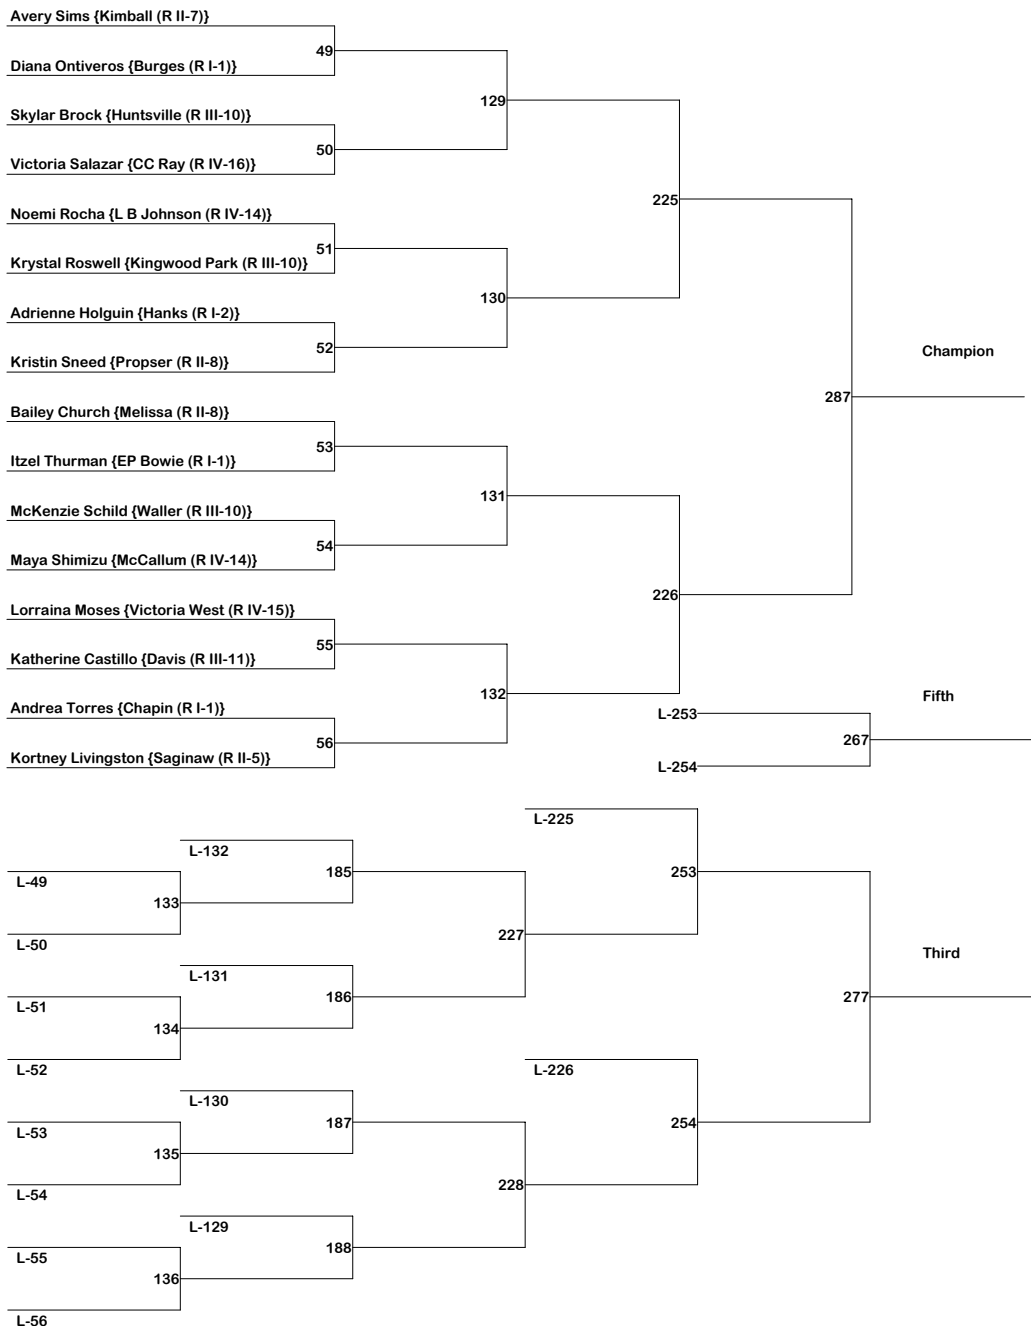 Avery Sims {Kimball (R II-7)}
49
Diana Ontiveros {Burges (R I-1)}
129
Skylar Brock {Huntsville (R III-10)}
50
Victoria Salazar {CC Ray (R IV-16)}
225
Noemi Rocha {L B Johnson (R IV-14)}
51
Krystal Roswell {Kingwood Park (R III-10)}
130
Adrienne Holguin {Hanks (R I-2)}
52
Kristin Sneed {Propser (R II-8)}
Champion
287
Bailey Church {Melissa (R II-8)}
53
Itzel Thurman {EP Bowie (R I-1)}
131
McKenzie Schild {Waller (R III-10)}
54
Maya Shimizu {McCallum (R IV-14)}
226
Lorraina Moses {Victoria West (R IV-15)}
55
Katherine Castillo {Davis (R III-11)}
132
Fifth
Andrea Torres {Chapin (R I-1)}
L-253
56
267
Kortney Livingston {Saginaw (R II-5)}
L-254
L-225
L-132
185
253
L-49
133
227
L-50
Third
L-131
186
277
L-51
134
L-52
L-226
L-130
187
254
L-53
135
228
L-54
L-129
188
L-55
136
L-56